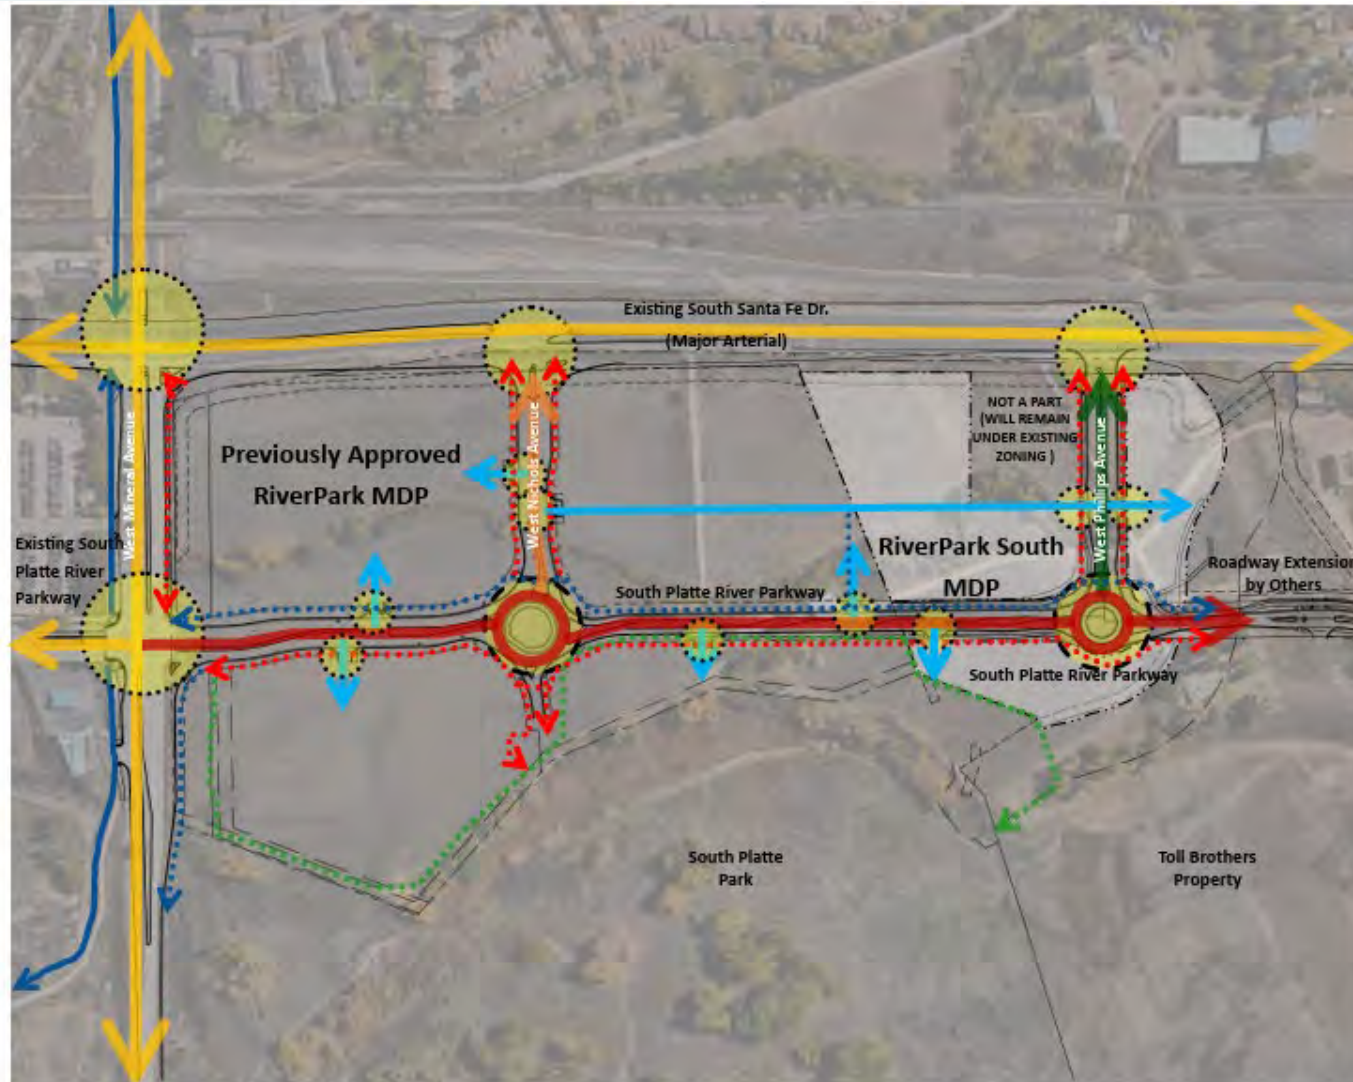 Existing South Santa Fe Dr.
(Major Arterial)
West Mineral Avenue
Previously Approved
RiverPark MDP
West Nichols Avenue
NOT A PART
(WILL REMAIN
UNDER EXISTING
ZONING )
West Phillips Avenue
Existing South
Platte River
Parkway
RiverPark South
MDP
Roadway Extension
by Others
South Platte River Parkway
South Platte River Parkway
South Platte
Park
Toll Brothers
Property